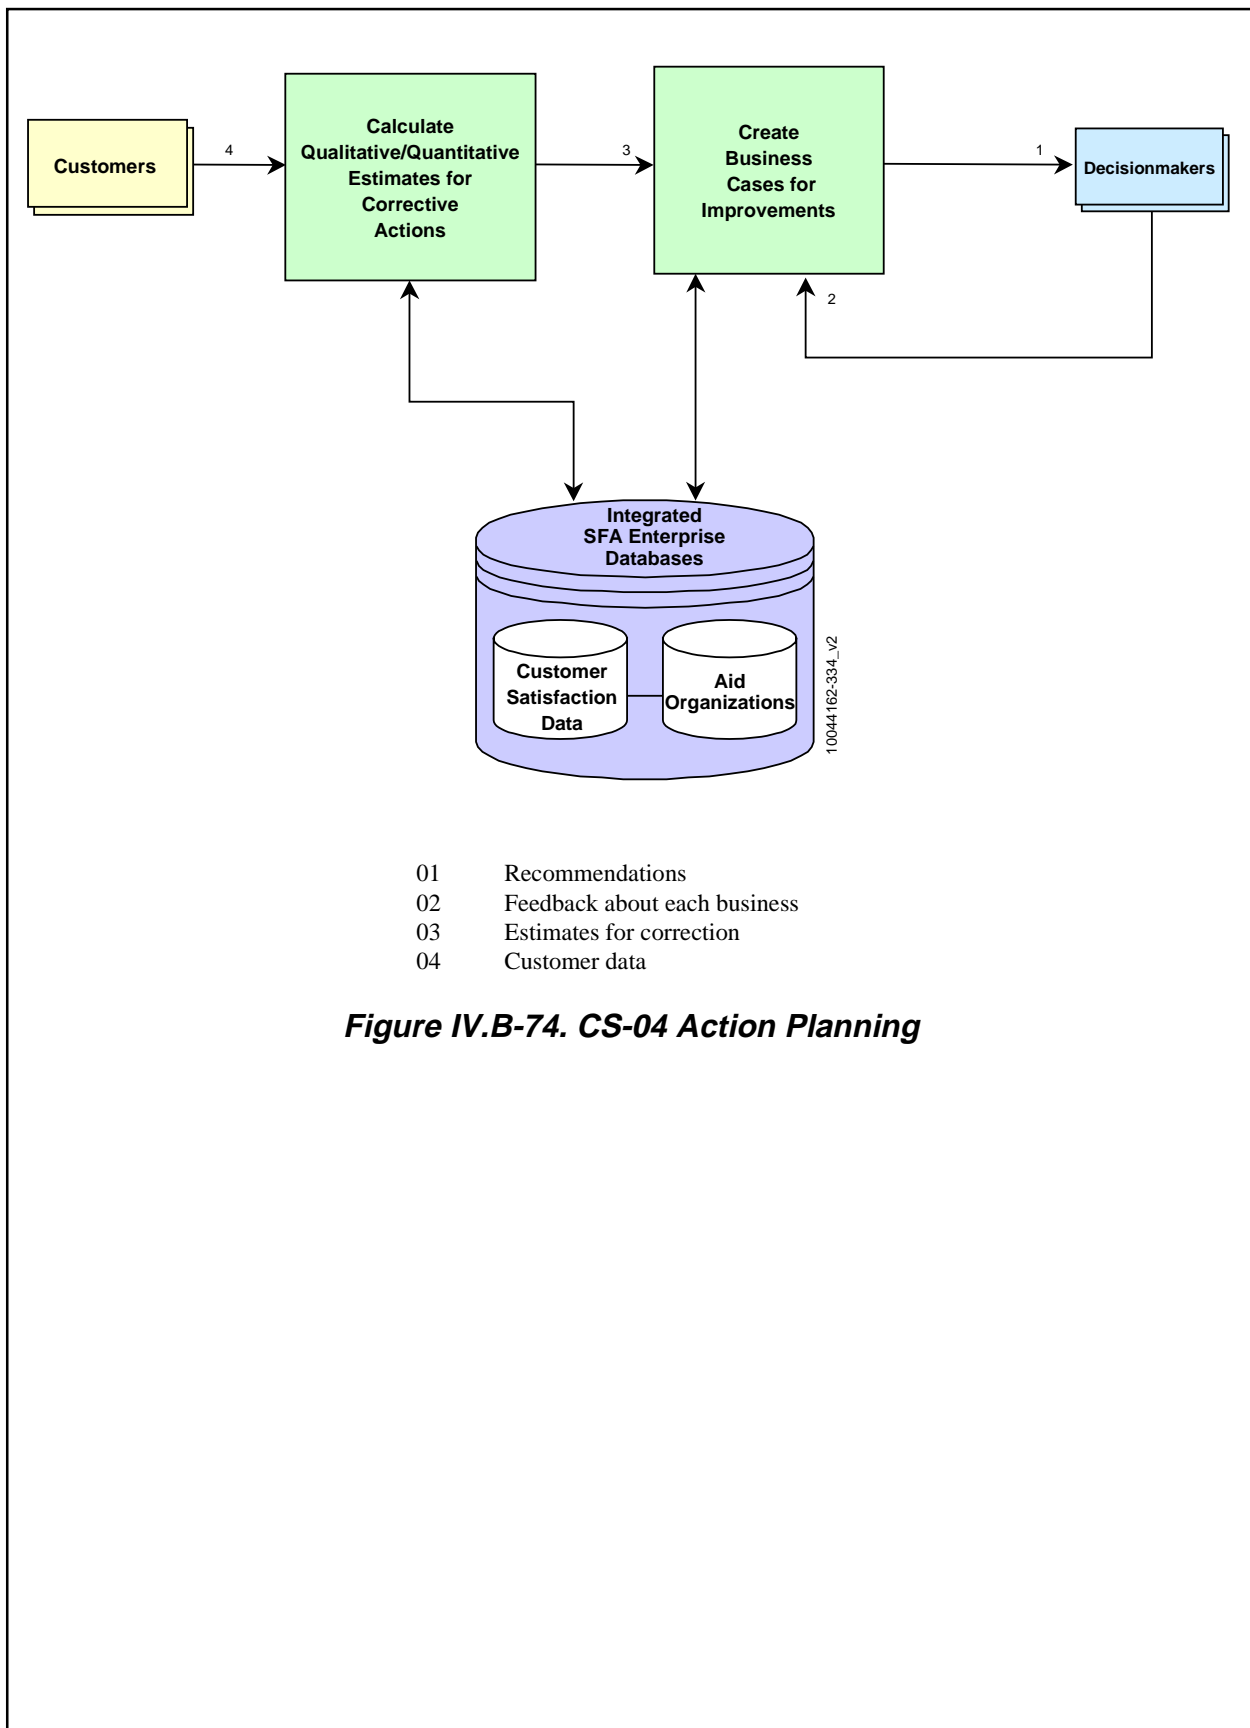 Customers
4
Calculate
Qualitative/Quantitative
Estimates for
Corrective
Actions
3
Create
Business
Cases for
Improvements
1
Decisionmakers
2
Integrated
SFA Enterprise
Databases
Customer
Satisfaction
Data
Aid
Organizations
10044162-334_v2
01 Recommendations
02 Feedback about each business
03 Estimates for correction
04 Customer data
Figure IV.B-74. CS-04 Action Planning